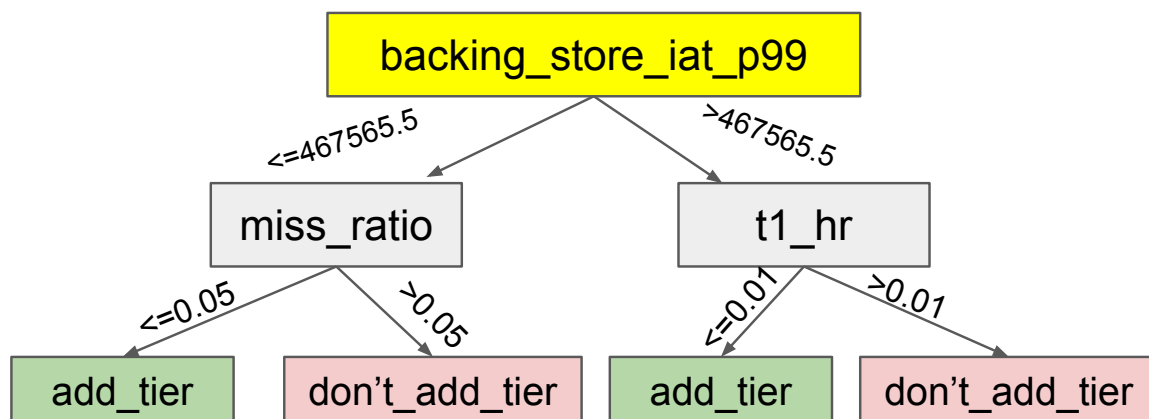 backing_store_iat_p99
<=467565.5
>467565.5
miss_ratio
t1_hr
<=0.05
>0.05
<=0.01
>0.01
add_tier
don’t_add_tier
add_tier
don’t_add_tier